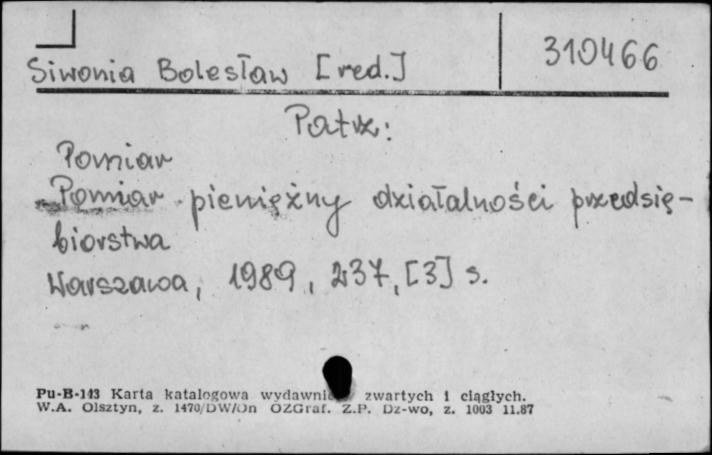 Siwonia Bolesław [red.]
310466
Patrz:
Pomiar
Pomiar pieniężny działalności przedsię-
biorstwa
Warszawa, 1989, 237, [3] s.
Pu-B-143 Karta katalogowa zwartych i ciągłych.
W.A. Olsztyn, z. 1470/DW/On OZGraf. Z.P. Dz-wo, z. 1003 11.87